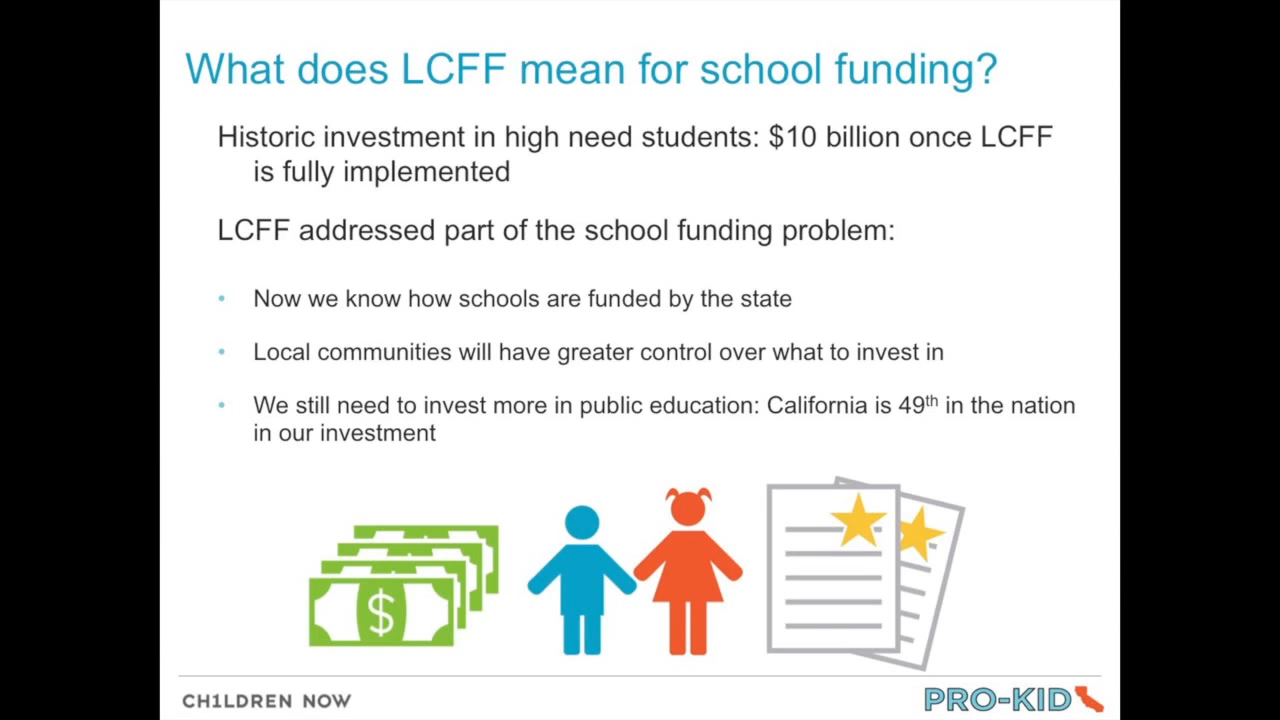 What does LCFF mean for school funding?
Historic investment in high need students: $10 billion once LCFF
is fully implemented
LCFF addressed part of the school funding problem:
• Now we know how schools are funded by the state
• Local communities will have greater control over what to invest in
• We still need to invest more in public education: California is 49th in the nation
in our investment
$
CH1LDREN NOW
PRO-KID